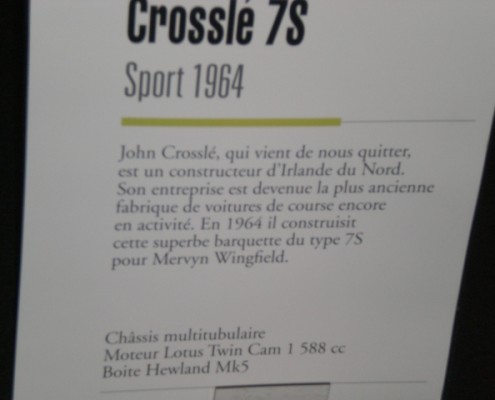 Crosslé 7S
Sport 1964
John Crosslé, qui vient de nous quitter,
est un constructeur d'Irlande du Nord.
Son entreprise est devenue la plus ancienne
fabrique de voitures de course encore
en activité. En 1964 il construisit
cette superbe barquette du type 7S
pour Mervyn Wingfield.
Châssis multitubulaire
Moteur Lotus Twin Cam 1 588 cc
Boite Hewland Mk5